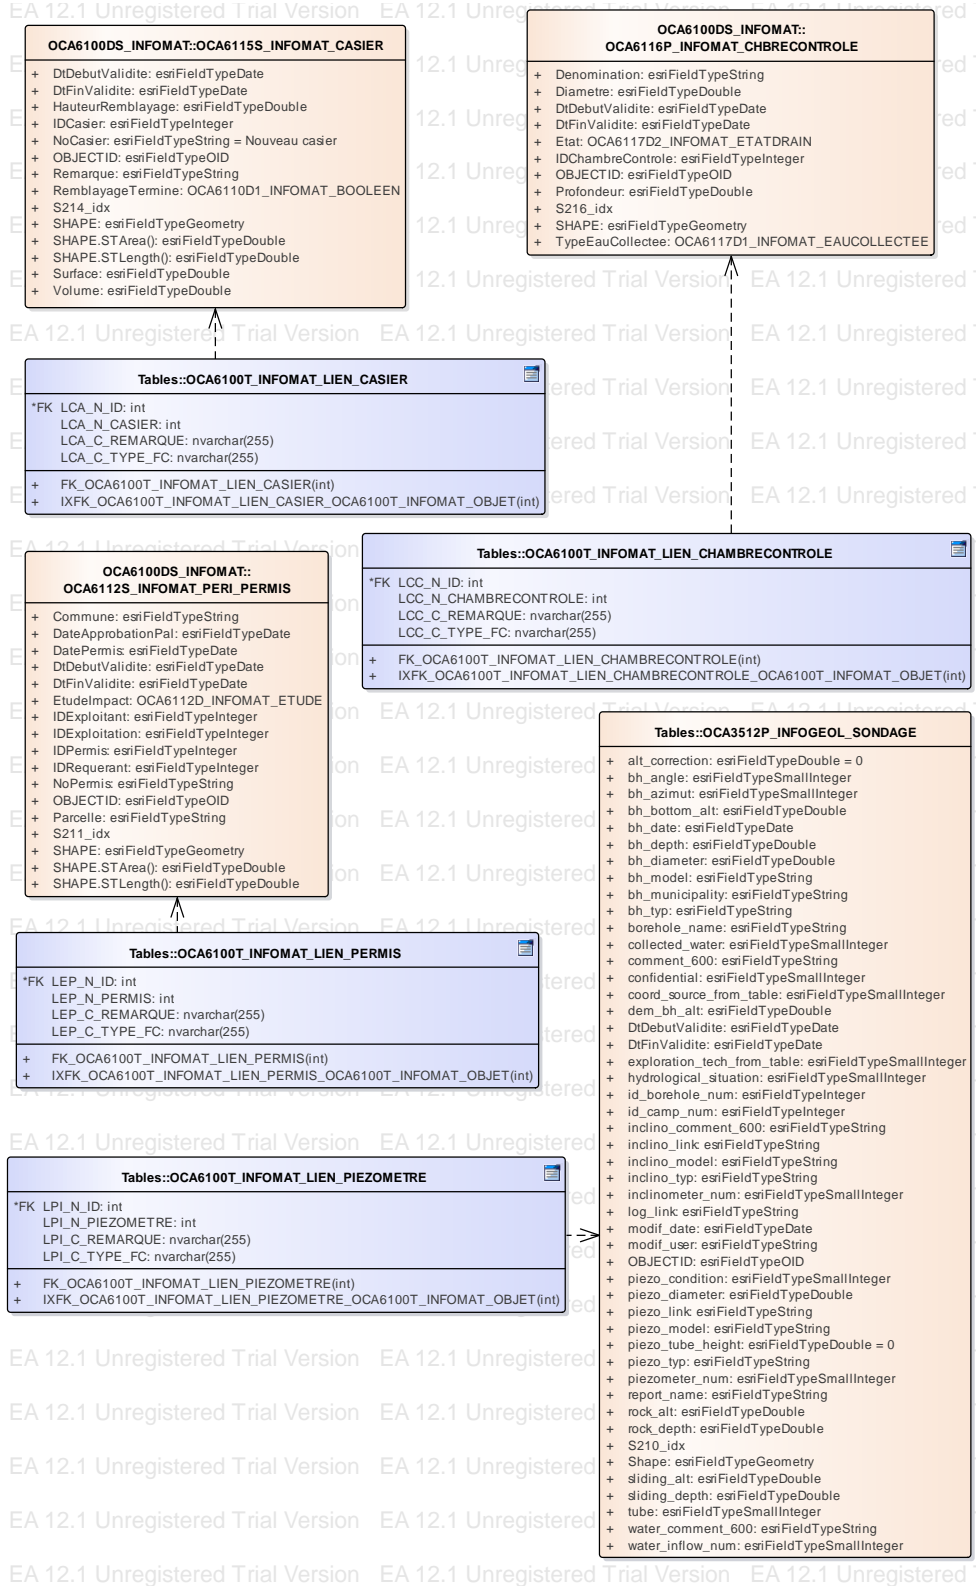 OCA6100DS_INFOMAT::OCA6115S_INFOMAT_CASIER
+ DtDebutValidite: esriFieldTypeDate
+ DtFinValidite: esriFieldTypeDate
+ HauteurRemblayage: esriFieldTypeDouble
+ IDCasier: esriFieldTypeInteger
+ NoCasier: esriFieldTypeString = Nouveau casier
+ OBJECTID: esriFieldTypeOID
+ Remarque: esriFieldTypeString
+ RemblayageTermine: OCA6110D1_INFOMAT_BOOLEEN
+ S214_idx
+ SHAPE: esriFieldTypeGeometry
+ SHAPE.STArea(): esriFieldTypeDouble
+ SHAPE.STLength(): esriFieldTypeDouble
+ Surface: esriFieldTypeDouble
+ Volume: esriFieldTypeDouble
OCA6100DS_INFOMAT::
OCA6116P_INFOMAT_CHBRECONTROLE
+ Denomination: esriFieldTypeString
+ Diametre: esriFieldTypeDouble
+ DtDebutValidite: esriFieldTypeDate
+ DtFinValidite: esriFieldTypeDate
+ Etat: OCA6117D2_INFOMAT_ETATDRAIN
+ IDChambreControle: esriFieldTypeInteger
+ OBJECTID: esriFieldTypeOID
+ Profondeur: esriFieldTypeDouble
+ S216_idx
+ SHAPE: esriFieldTypeGeometry
+ TypeEauCollectee: OCA6117D1_INFOMAT_EAUCOLLECTEE
Tables::OCA6100T_INFOMAT_LIEN_CASIER
*FK LCA_N_ID: int
LCA_N_CASIER: int
LCA_C_REMARQUE: nvarchar(255)
LCA_C_TYPE_FC: nvarchar(255)
+ FK_OCA6100T_INFOMAT_LIEN_CASIER(int)
+ IXFK_OCA6100T_INFOMAT_LIEN_CASIER_OCA6100T_INFOMAT_OBJET(int)
Tables::OCA6100T_INFOMAT_LIEN_CHAMBRECONTROLE
*FK LCC_N_ID: int
LCC_N_CHAMBRECONTROLE: int
LCC_C_REMARQUE: nvarchar(255)
LCC_C_TYPE_FC: nvarchar(255)
+ FK_OCA6100T_INFOMAT_LIEN_CHAMBRECONTROLE(int)
+ IXFK_OCA6100T_INFOMAT_LIEN_CHAMBRECONTROLE_OCA6100T_INFOMAT_OBJET(int)
OCA6100DS_INFOMAT::
OCA6112S_INFOMAT_PERI_PERMIS
+ Commune: esriFieldTypeString
+ DateApprobationPal: esriFieldTypeDate
+ DatePermis: esriFieldTypeDate
+ DtDebutValidite: esriFieldTypeDate
+ DtFinValidite: esriFieldTypeDate
+ EtudeImpact: OCA6112D_INFOMAT_ETUDE
+ IDExploitant: esriFieldTypeInteger
+ IDExploitation: esriFieldTypeInteger
+ IDPermis: esriFieldTypeInteger
+ IDRequerant: esriFieldTypeInteger
+ NoPermis: esriFieldTypeString
+ OBJECTID: esriFieldTypeOID
+ Parcelle: esriFieldTypeString
+ S211_idx
+ SHAPE: esriFieldTypeGeometry
+ SHAPE.STArea(): esriFieldTypeDouble
+ SHAPE.STLength(): esriFieldTypeDouble
Tables::OCA6100T_INFOMAT_LIEN_PERMIS
*FK LEP_N_ID: int
LEP_N_PERMIS: int
LEP_C_REMARQUE: nvarchar(255)
LEP_C_TYPE_FC: nvarchar(255)
+ FK_OCA6100T_INFOMAT_LIEN_PERMIS(int)
+ IXFK_OCA6100T_INFOMAT_LIEN_PERMIS_OCA6100T_INFOMAT_OBJET(int)
Tables::OCA6100T_INFOMAT_LIEN_PIEZOMETRE
*FK LPI_N_ID: int
LPI_N_PIEZOMETRE: int
LPI_C_REMARQUE: nvarchar(255)
LPI_C_TYPE_FC: nvarchar(255)
+ FK_OCA6100T_INFOMAT_LIEN_PIEZOMETRE(int)
+ IXFK_OCA6100T_INFOMAT_LIEN_PIEZOMETRE_OCA6100T_INFOMAT_OBJET(int)
Tables::OCA3512P_INFOGEOL_SONDAGE
+ alt_correction: esriFieldTypeDouble = 0
+ bh_angle: esriFieldTypeSmallInteger
+ bh_azimut: esriFieldTypeSmallInteger
+ bh_bottom_alt: esriFieldTypeDouble
+ bh_date: esriFieldTypeDate
+ bh_depth: esriFieldTypeDouble
+ bh_diameter: esriFieldTypeDouble
+ bh_model: esriFieldTypeString
+ bh_municipality: esriFieldTypeString
+ bh_typ: esriFieldTypeString
+ borehole_name: esriFieldTypeString
+ collected_water: esriFieldTypeSmallInteger
+ comment_600: esriFieldTypeString
+ confidential: esriFieldTypeSmallInteger
+ coord_source_from_table: esriFieldTypeSmallInteger
+ dem_bh_alt: esriFieldTypeDouble
+ DtDebutValidite: esriFieldTypeDate
+ DtFinValidite: esriFieldTypeDate
+ exploration_tech_from_table: esriFieldTypeSmallInteger
+ hydrological_situation: esriFieldTypeSmallInteger
+ id_borehole_num: esriFieldTypeInteger
+ id_camp_num: esriFieldTypeInteger
+ inclino_comment_600: esriFieldTypeString
+ inclino_link: esriFieldTypeString
+ inclino_model: esriFieldTypeString
+ inclino_typ: esriFieldTypeString
+ inclinometer_num: esriFieldTypeSmallInteger
+ log_link: esriFieldTypeString
+ modif_date: esriFieldTypeDate
+ modif_user: esriFieldTypeString
+ OBJECTID: esriFieldTypeOID
+ piezo_condition: esriFieldTypeSmallInteger
+ piezo_diameter: esriFieldTypeDouble
+ piezo_link: esriFieldTypeString
+ piezo_model: esriFieldTypeString
+ piezo_tube_height: esriFieldTypeDouble = 0
+ piezo_typ: esriFieldTypeString
+ piezometer_num: esriFieldTypeSmallInteger
+ report_name: esriFieldTypeString
+ rock_alt: esriFieldTypeDouble
+ rock_depth: esriFieldTypeDouble
+ S210_idx
+ Shape: esriFieldTypeGeometry
+ sliding_alt: esriFieldTypeDouble
+ sliding_depth: esriFieldTypeDouble
+ tube: esriFieldTypeSmallInteger
+ water_comment_600: esriFieldTypeString
+ water_inflow_num: esriFieldTypeSmallInteger
EA 12.1 Unregistered Trial Version EA 12.1 Unregistered